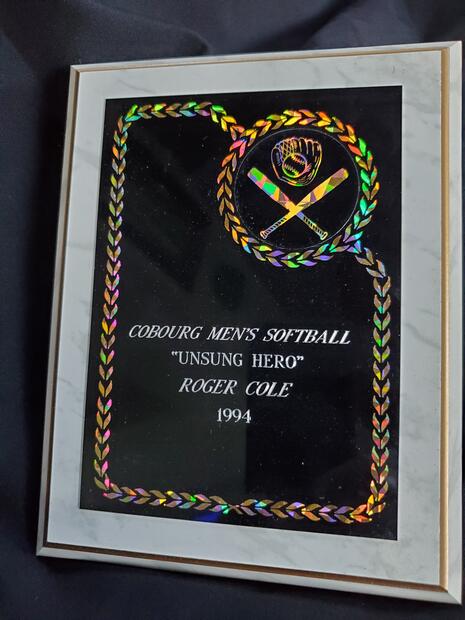 COBOURG MEN'S SOFTBALL
"UNSUNG HERO"
ROGER COLE
1994